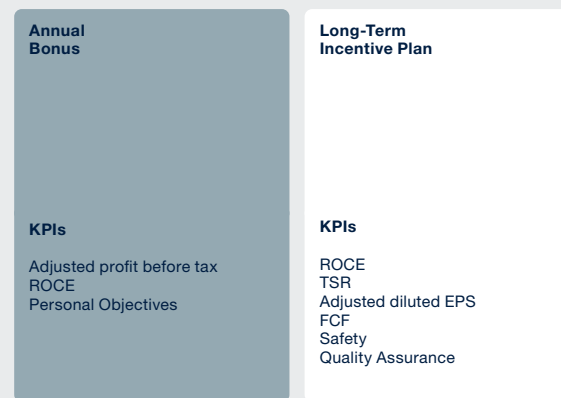 Annual
Bonus
KPIs
Adjusted profit before tax
ROCE
Personal Objectives
Long-Term
Incentive Plan
KPIs
ROCE
TSR
Adjusted diluted EPS
FCF
Safety
Quality Assurance